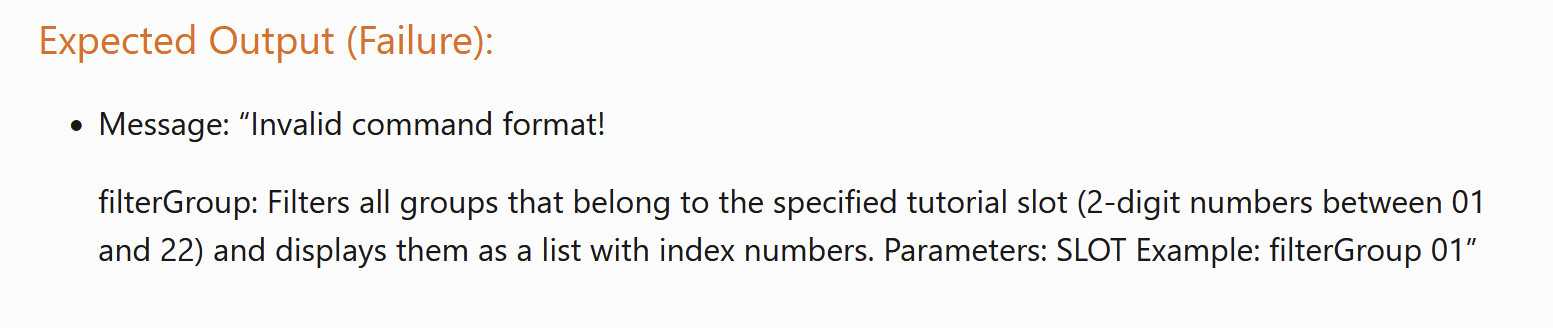 Expected Output (Failure):
• Message: “Invalid command format!
filterGroup: Filters all groups that belong to the specified tutorial slot (2-digit numbers between 01
and 22) and displays them as a list with index numbers. Parameters: SLOT Example: filterGroup 01”